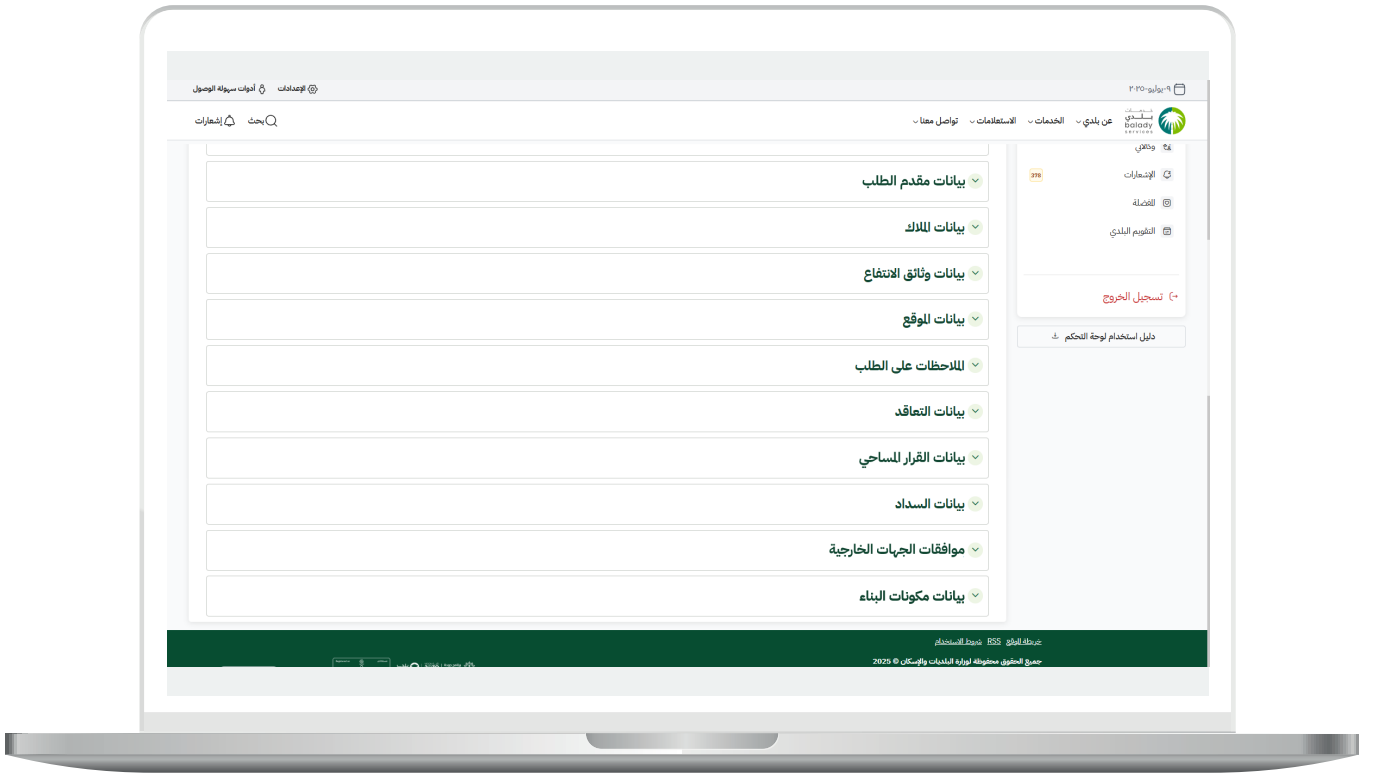 ٩-يوليو-٢٠٢٥
الإعدادات
أدوات سهولة الوصول
بلدي
balady
services
عن بلدي
الخدمات
الاستعلامات
تواصل معنا
بحث
إشعارات
وكالاتي
الإشعارات
378
المفضلة
التقويم البلدي
تسجيل الخروج
دليل استخدام لوحة التحكم
بيانات مقدم الطلب
بيانات الملاك
بيانات وثائق الانتفاع
بيانات الموقع
الملاحظات على الطلب
بيانات التعاقد
بيانات القرار المساحي
بيانات السداد
موافقات الجهات الخارجية
بيانات مكونات البناء
خريطة الموقع RSS شروط الاستخدام
جميع الحقوق محفوظة لوزارة البلديات والإسكان © 2025